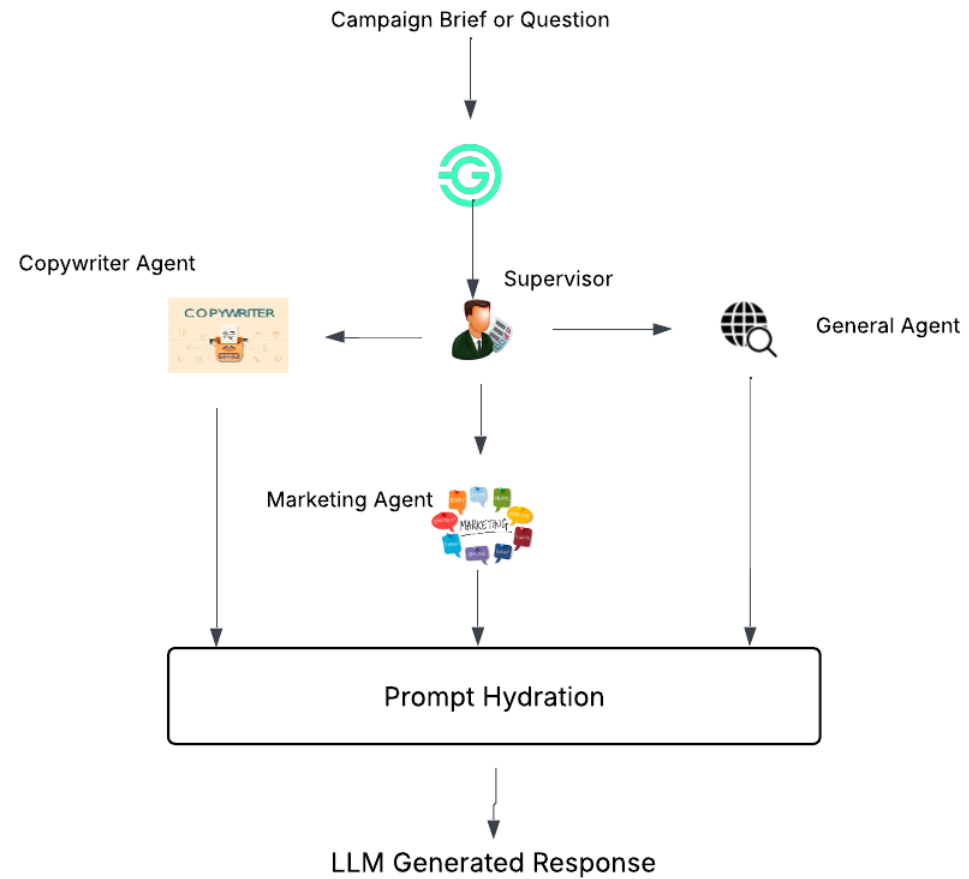 Campaign Brief or Question
G
Copywriter Agent
Supervisor
COPYWRITER
General Agent
Marketing Agent
MARKETING
Prompt Hydration
LLM Generated Response